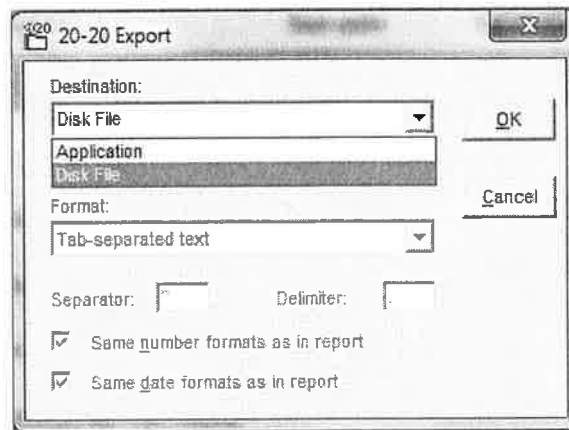 20-20 Export
Destination:
Disk File
OK
Application
Disk File
Cancel
Format:
Tab-separated text
Separator:
Delimiter:
Same number formats as in report
Same date formats as in report